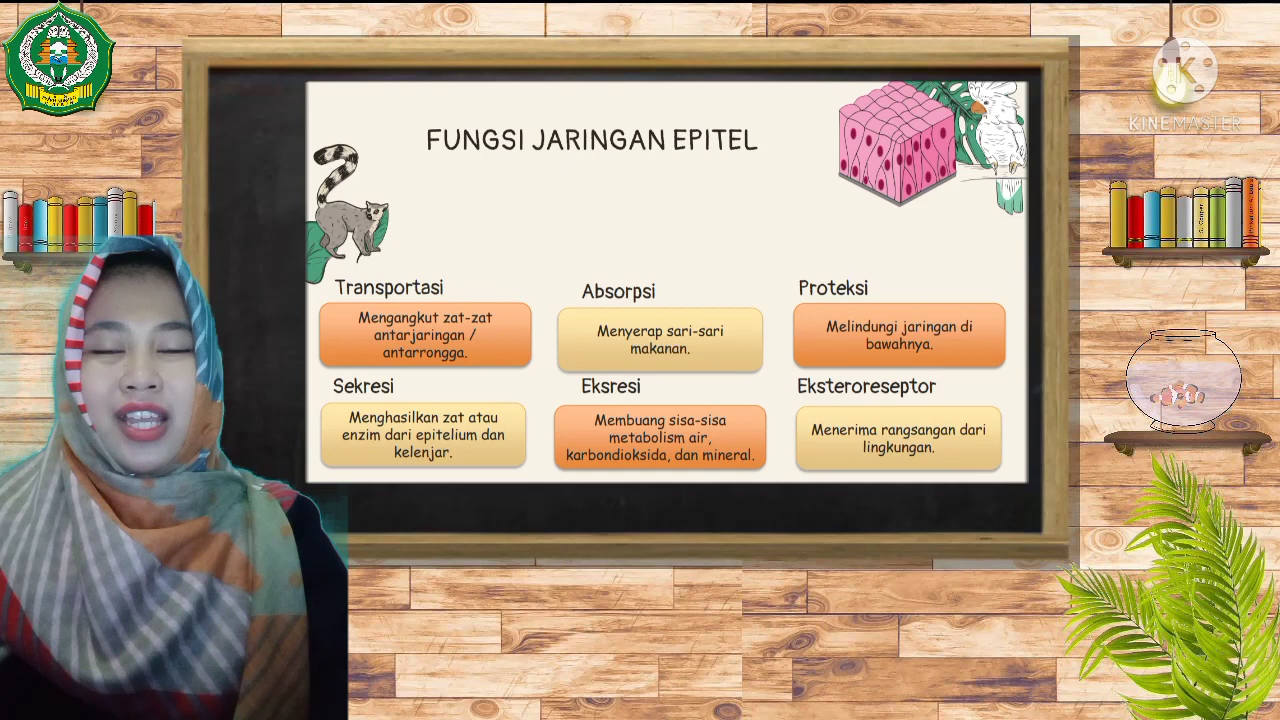 KINEMASTER
FUNGSI JARINGAN EPITEL
Transportasi
Mengangkut zat-zat
antarjaringan /
antarrongga.
Absorpsi
Menyerap sari-sari
makanan.
Proteksi
Melindungi jaringan di
bawahnya.
Sekresi
Menghasilkan zat atau
enzim dari epitelium dan
kelenjar.
Eksresi
Membuang sisa-sisa
metabolism air,
karbondioksida, dan mineral.
Eksteroreseptor
Menerima rangsangan dari
lingkungan.